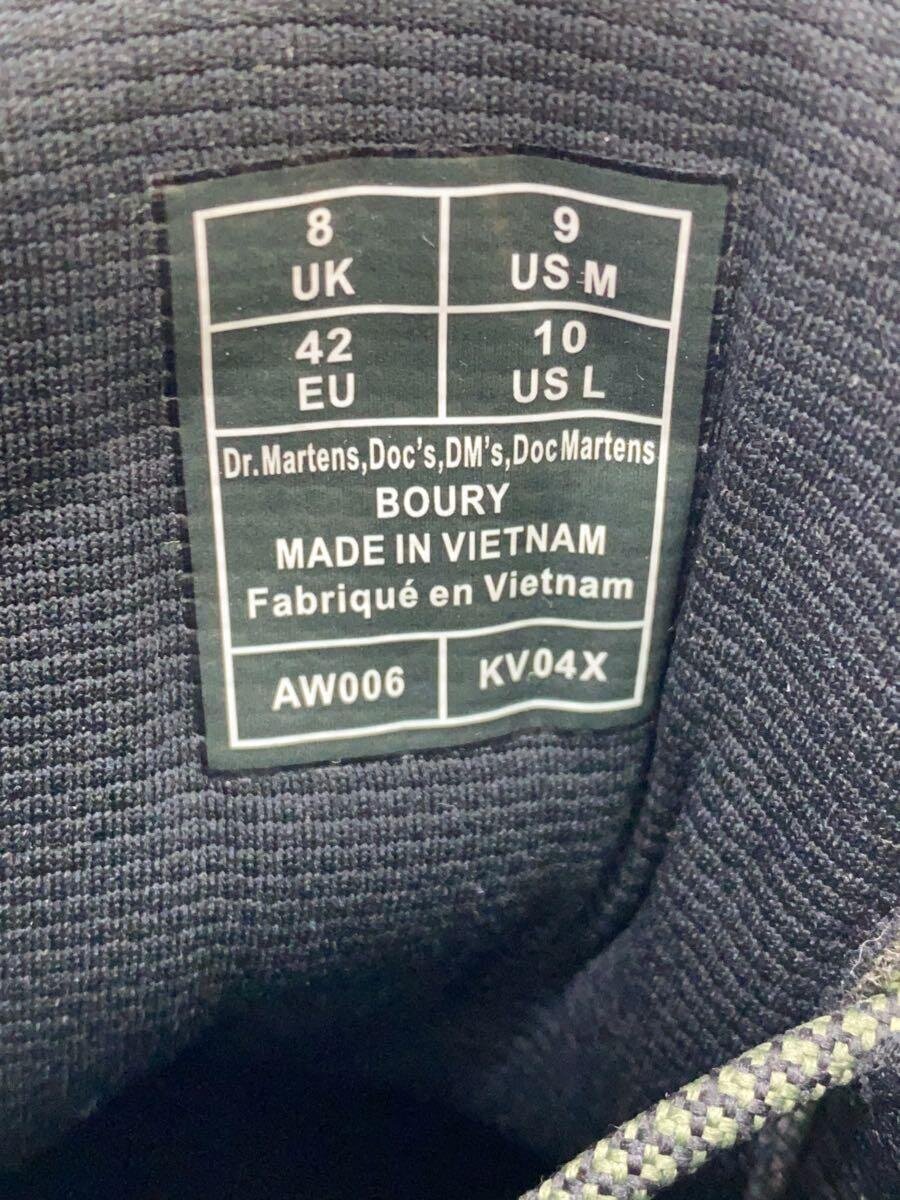 8
UK
9
US M
42
EU
10
US L
Dr.Martens,Doc's,DM's,Doc Martens
BOURY
MADE IN VIETNAM
Fabriqué en Vietnam
AW006
KV04X